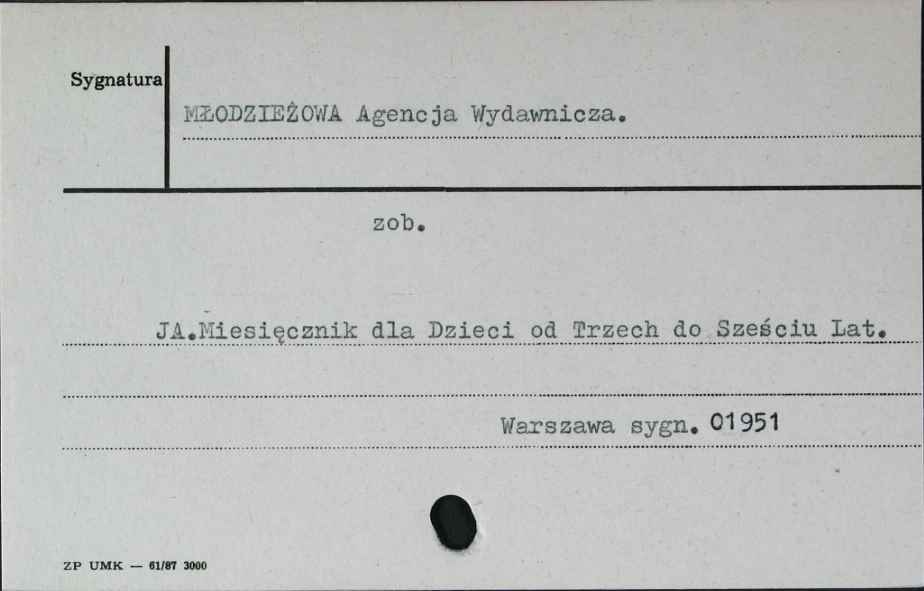 Sygnatura
MŁODZIEŻOWA Agencja Wydawnicza.
zob.
JA.Miesięcznik dla Dzieci od Trzech do Sześciu Lat.
Warszawa sygn. 01951
ZP UMK — 61/87 3000